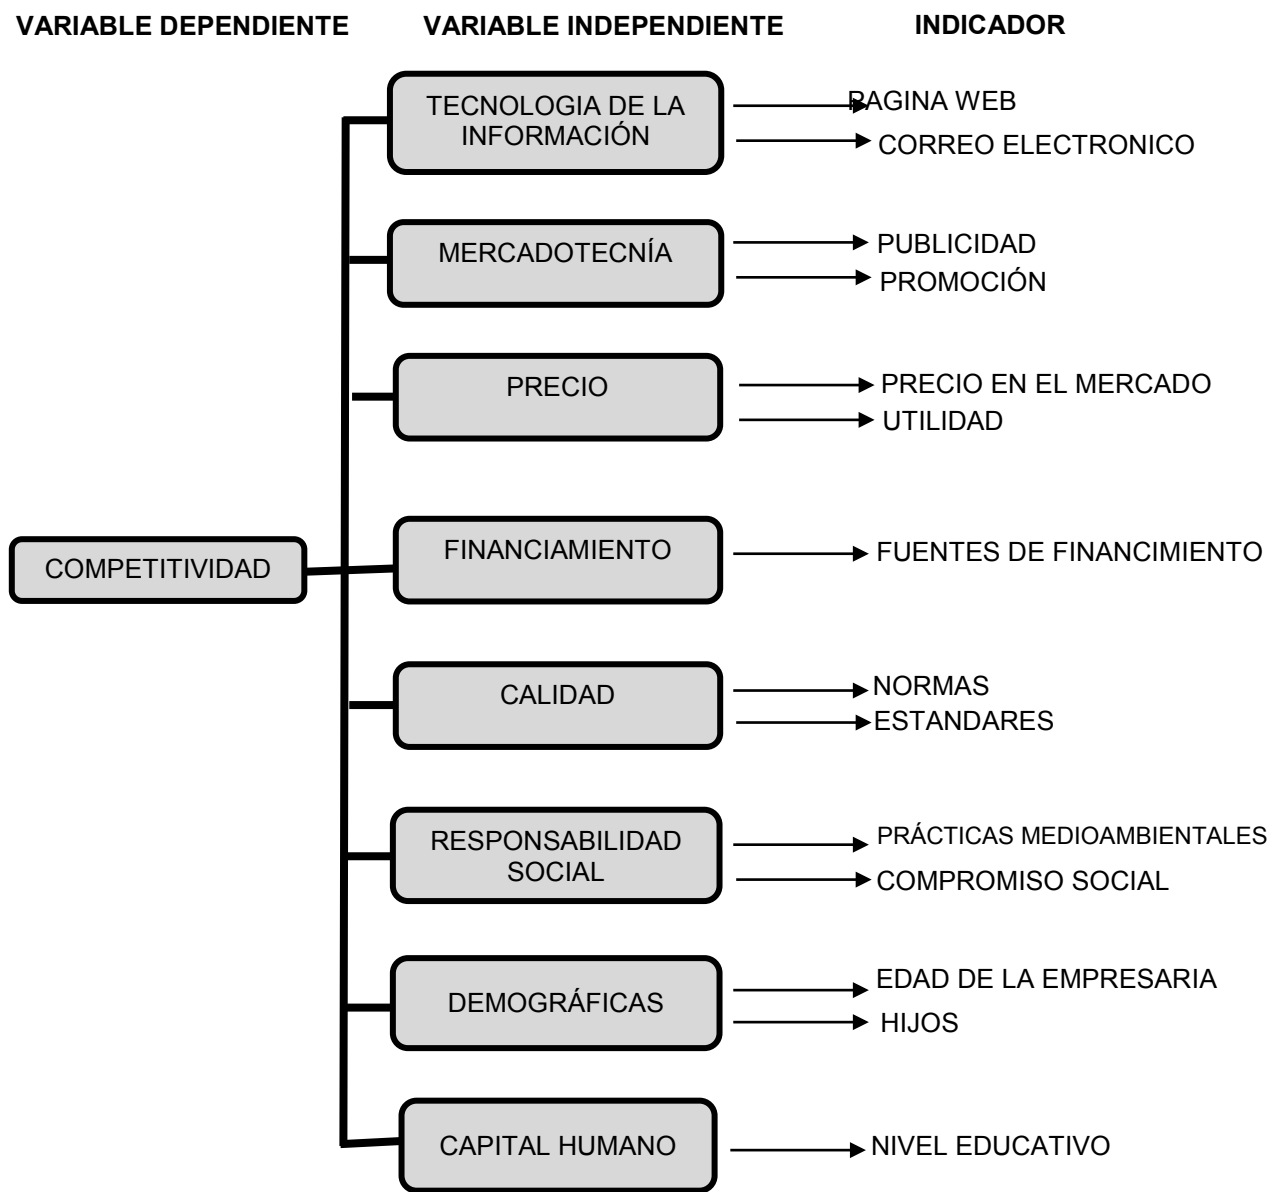 VARIABLE DEPENDIENTE VARIABLE INDEPENDIENTE INDICADOR
TECNOLOGIA DE LA
INFORMACIÓN
PAGINA WEB
CORREO ELECTRONICO
MERCADOTECNÍA
PUBLICIDAD
PROMOCIÓN
PRECIO
PRECIO EN EL MERCADO
UTILIDAD
COMPETITIVIDAD
FINANCIAMIENTO
FUENTES DE FINANCIMIENTO
CALIDAD
NORMAS
ESTANDARES
RESPONSABILIDAD
SOCIAL
PRÁCTICAS MEDIOAMBIENTALES
COMPROMISO SOCIAL
DEMOGRÁFICAS
EDAD DE LA EMPRESARIA
HIJOS
CAPITAL HUMANO
NIVEL EDUCATIVO